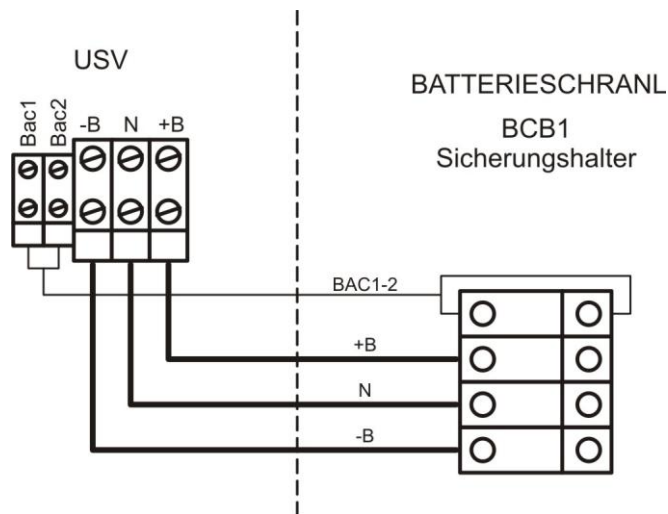 USV
BATTERIESCHRANL
BCB1
Sicherungshalter
Bac1
Bac2
-B N +B
BAC1-2
+B
N
-B